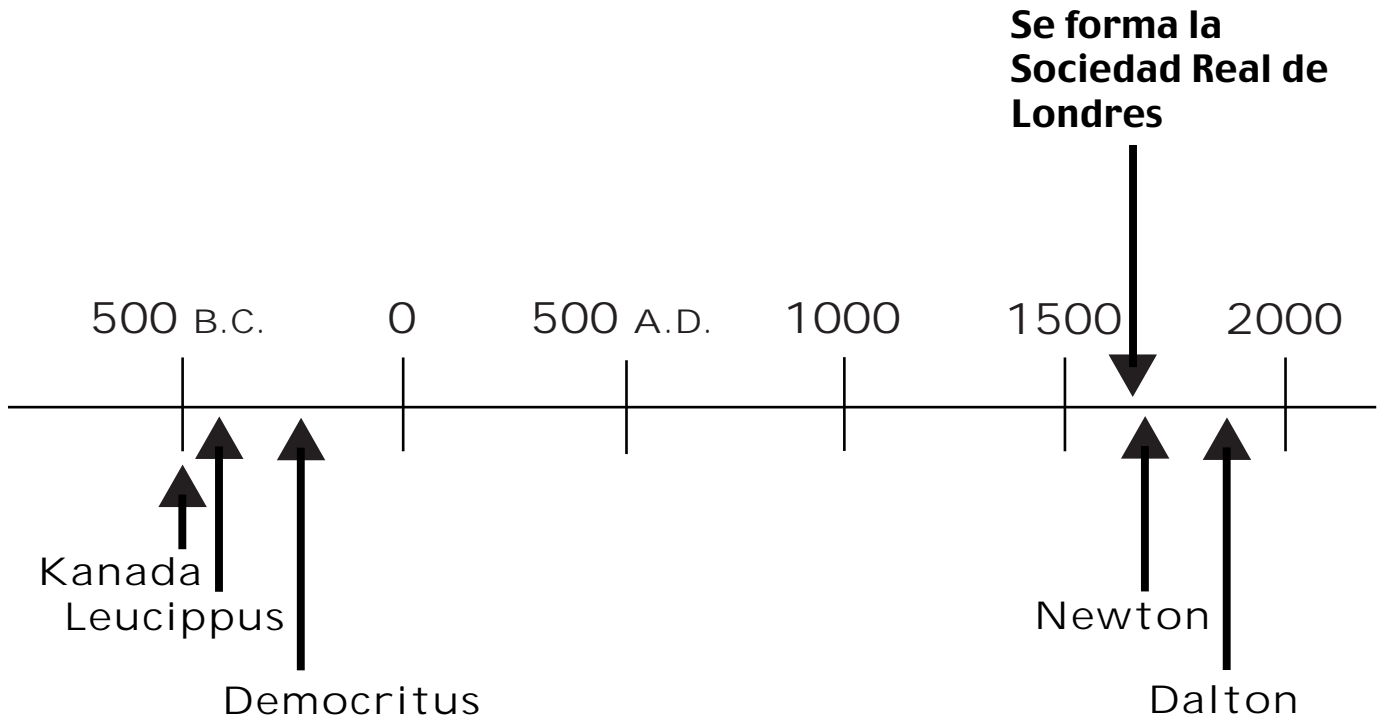 Se forma la
Sociedad Real de
Londres
500 B.C. 0 500 A.D. 1000 1500 2000
Kanada
Leucippus
Newton
Democritus
Dalton